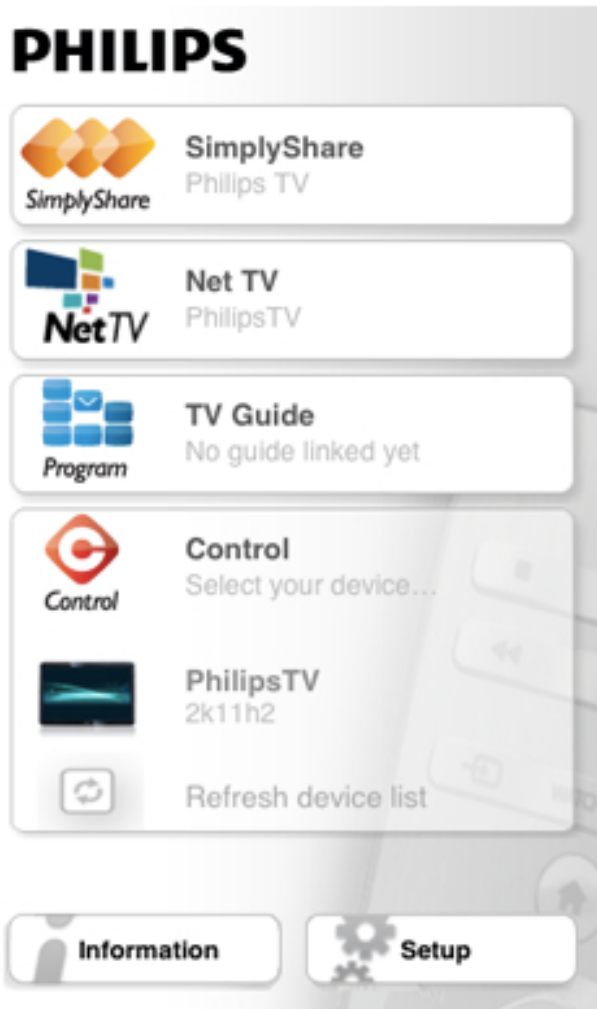 PHILIPS
SimplyShare
SimplyShare
Philips TV
NetTV
Net TV
PhilipsTV
Program
TV Guide
No guide linked yet
Control
Control
Select your device...
PhilipsTV
2k11h2
Refresh device list
Information
Setup